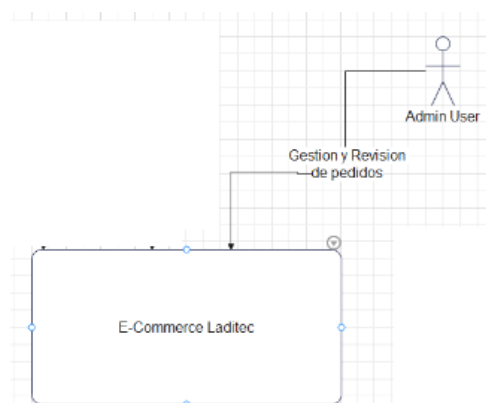 Admin User
Gestion y Revision
de pedidos
E-Commerce Laditec